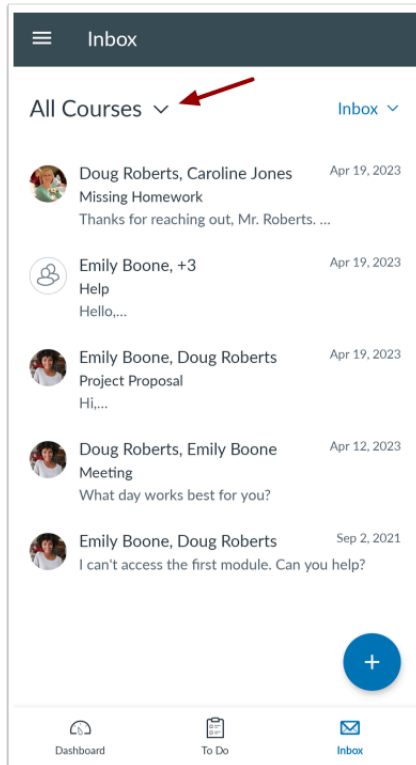 Inbox
All Courses
Inbox
Doug Roberts, Caroline Jones
Apr 19, 2023
Missing Homework
Thanks for reaching out, Mr. Roberts. ...
Emily Boone, +3
Apr 19, 2023
Help
Hello,...
Emily Boone, Doug Roberts
Apr 19, 2023
Project Proposal
Hi,...
Doug Roberts, Emily Boone
Apr 12, 2023
Meeting
What day works best for you?
Emily Boone, Doug Roberts
Sep 2, 2021
I can't access the first module. Can you help?
+
Dashboard
To Do
Inbox